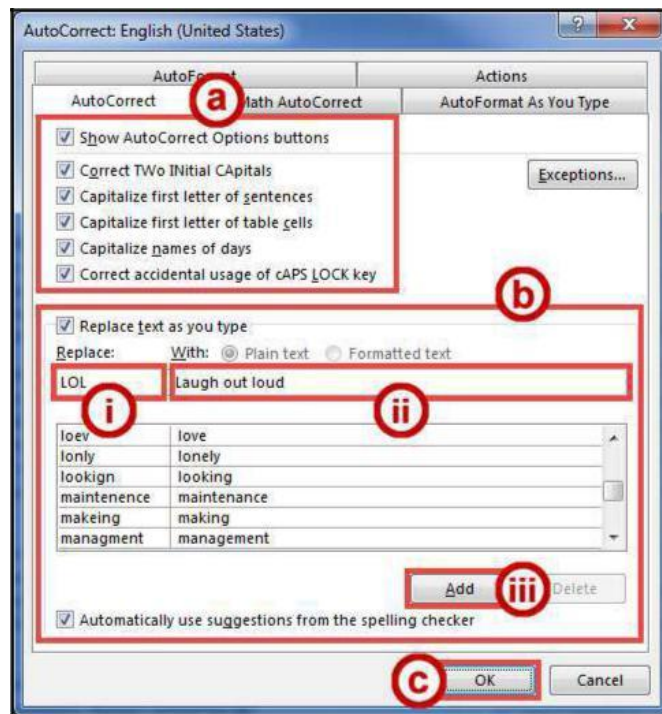 AutoCorrect: English (United States)
Actions
AutoCorrect
a
Math AutoCorrect
AutoFormat As You Type
Show AutoCorrect Options buttons
Correct TWo INitial CApitals
Exceptions...
Capitalize first letter of sentences
Capitalize first letter of table cells
Capitalize names of days
Correct accidental usage of cAPS LOCK key
b
Replace text as you type
Replace: With: Plain text Formatted text
LOL Laugh out loud
i ii
loev love
lonly lonely
lookign looking
maintenence maintenance
makeing making
managment management
Add iii Delete
Automatically use suggestions from the spelling checker
c OK Cancel